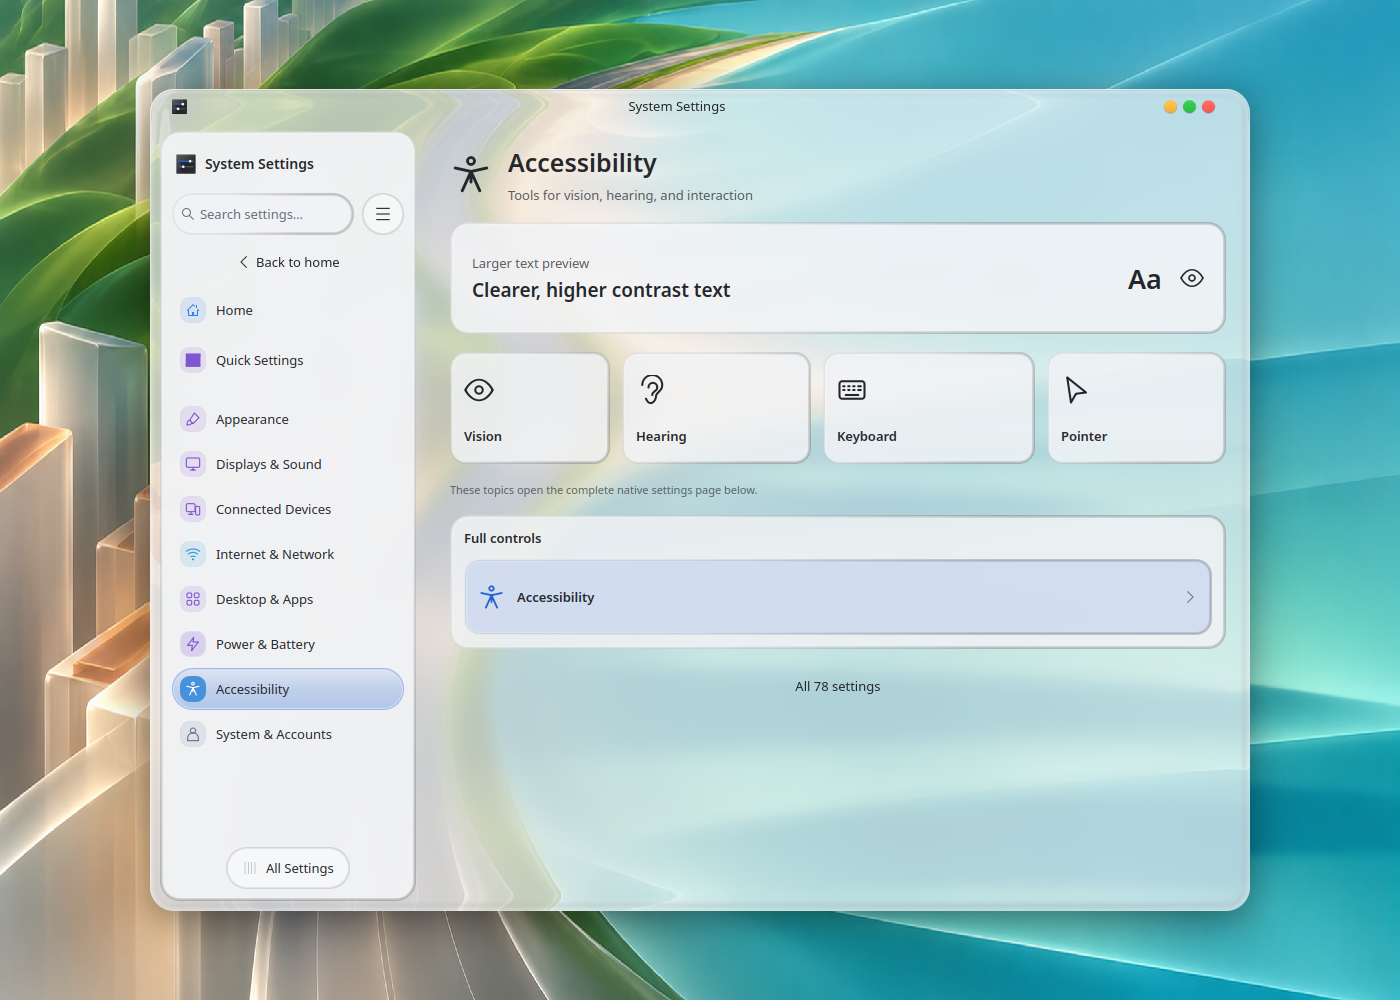 System Settings
System Settings
Search settings...
Back to home
Home
Quick Settings
Appearance
Displays & Sound
Connected Devices
Internet & Network
Desktop & Apps
Power & Battery
Accessibility
System & Accounts
All Settings
Accessibility
Tools for vision, hearing, and interaction
Larger text preview
Clearer, higher contrast text
Aa
Vision
Hearing
Keyboard
Pointer
These topics open the complete native settings page below.
Full controls
Accessibility
All 78 settings